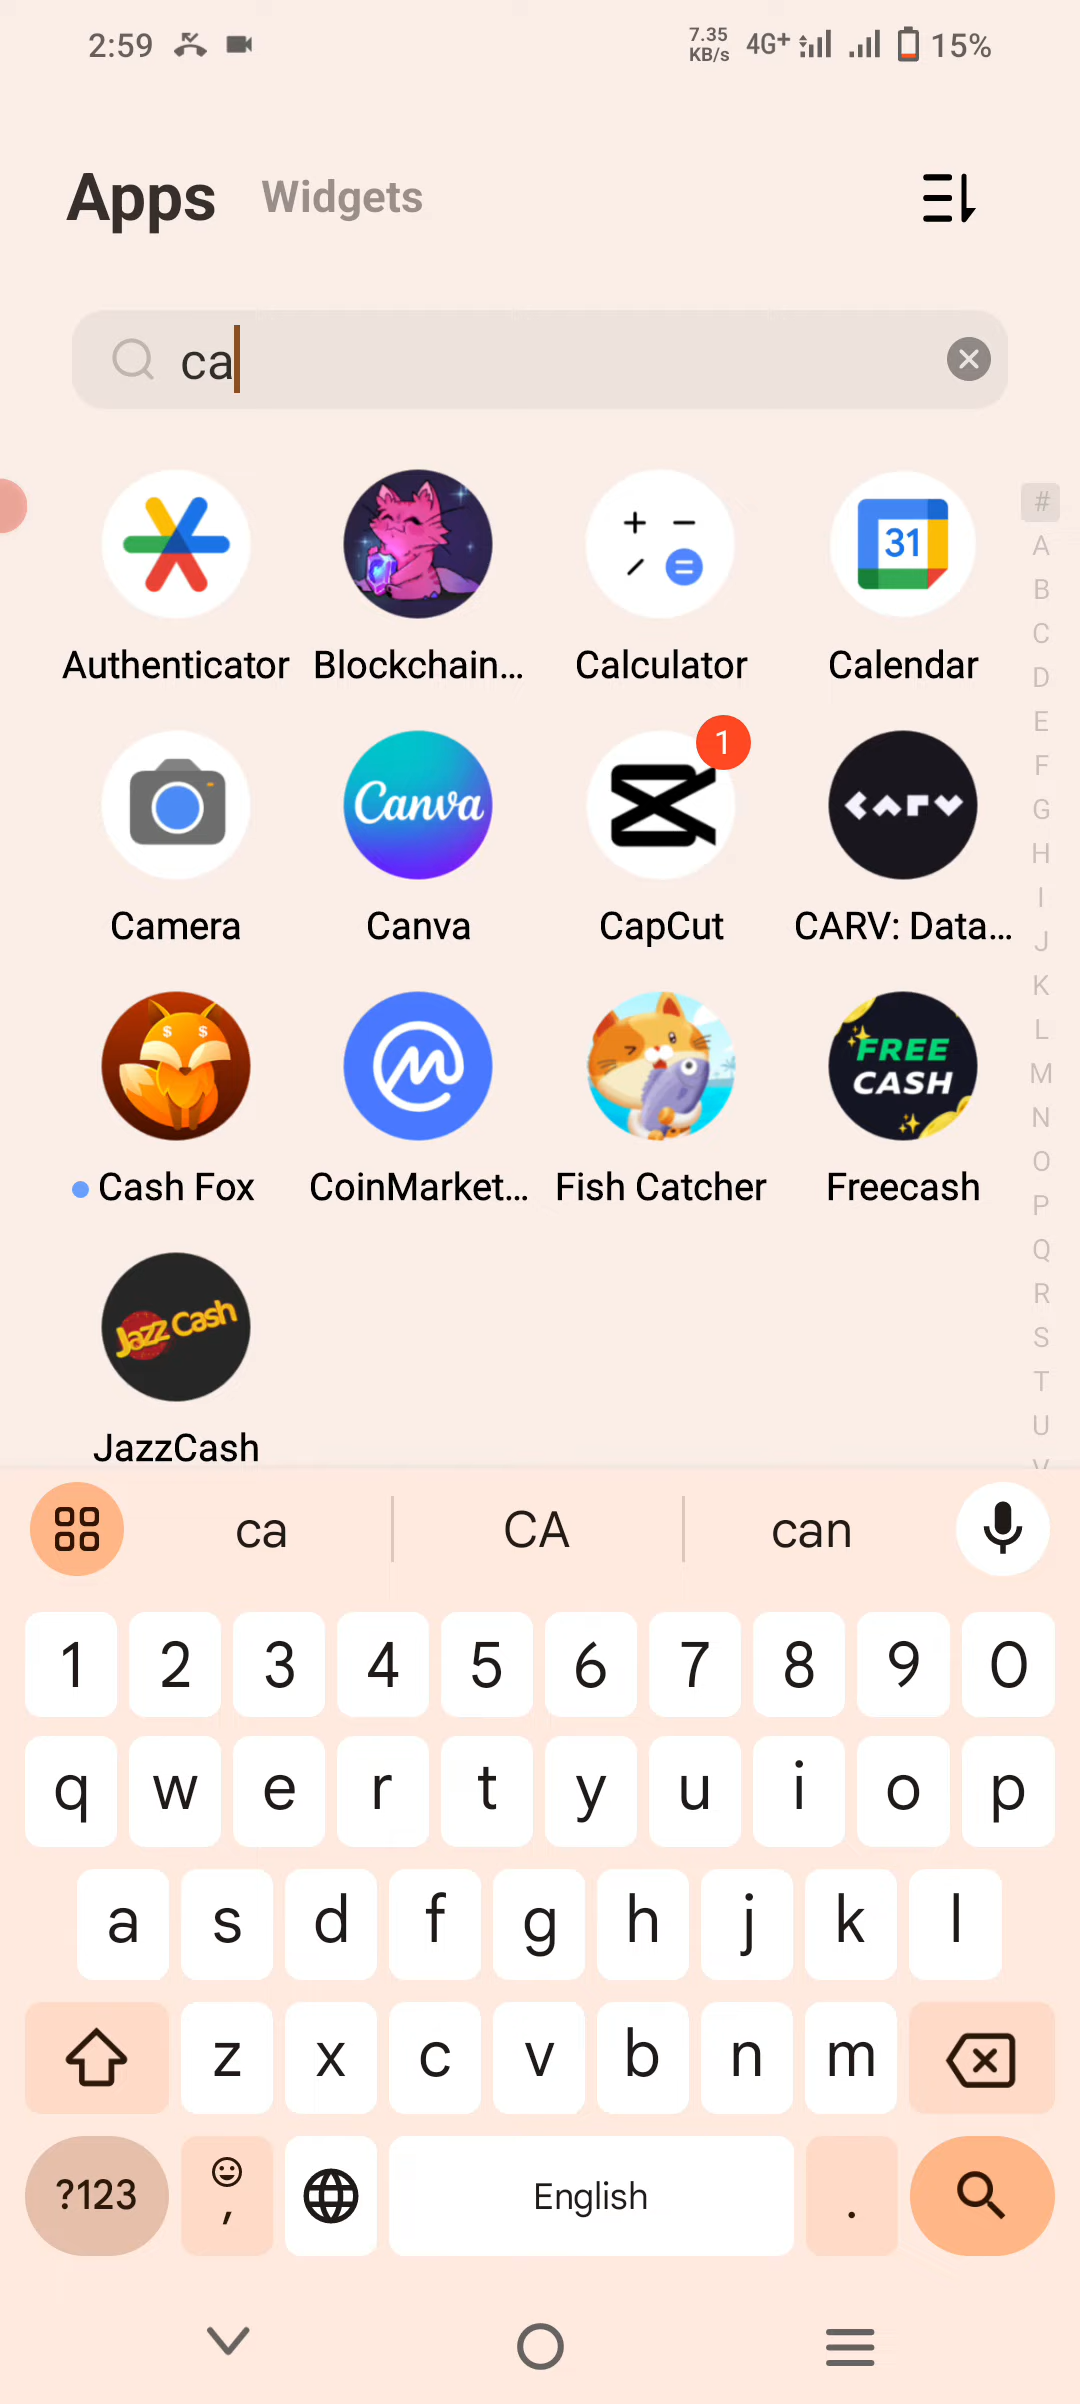 2:59 7.35 KB/s 4G+ 15%
Apps Widgets
ca
31
Authenticator Blockchain... Calculator Calendar
1
Canva CARV
Camera Canva CapCut CARV: Data...
$ $ FREE CASH
Cash Fox CoinMarket... Fish Catcher Freecash
Jazz Cash
JazzCash
#
A
B
C
D
E
F
G
H
I
J
K
L
M
N
O
P
Q
R
S
T
U
V
ca CA can
1 2 3 4 5 6 7 8 9 0
q w e r t y u i o p
a s d f g h j k l
z x c v b n m
?123 , English .